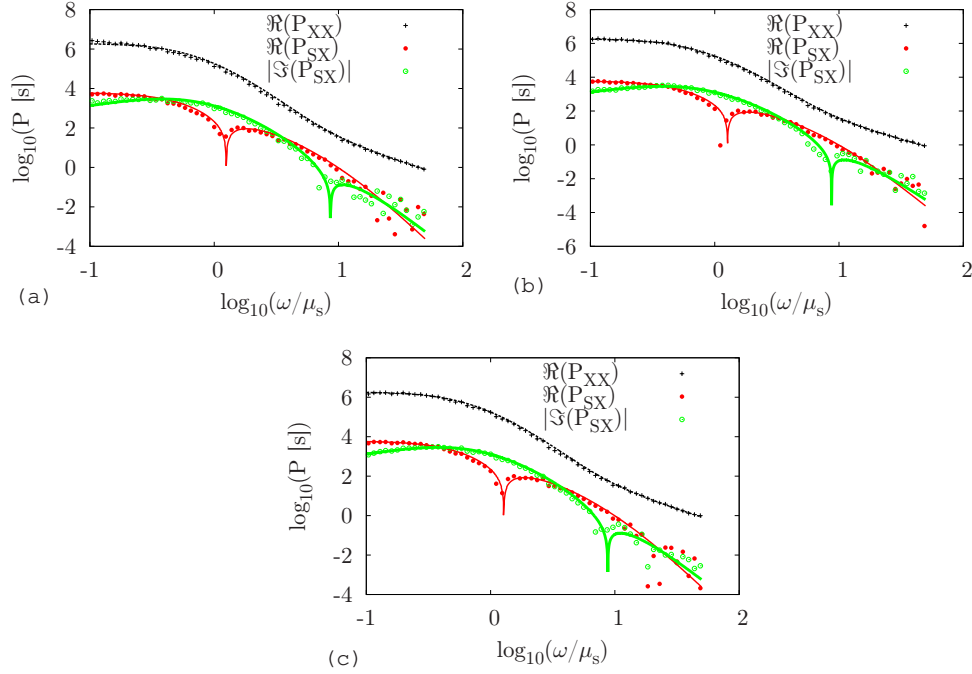 8
6
4
2
0
-2
-4
-1
0
1
2
log10(P [s])
log10(ω/μs)
ℜ(PXX)
ℜ(PSX)
|ℑ(PSX)|
(a)
8
6
4
2
0
-2
-4
-6
-1
0
1
2
log10(P [s])
log10(ω/μs)
ℜ(PXX)
ℜ(PSX)
|ℑ(PSX)|
(b)
8
6
4
2
0
-2
-4
-1
0
1
2
log10(P [s])
log10(ω/μs)
ℜ(PXX)
ℜ(PSX)
|ℑ(PSX)|
(c)